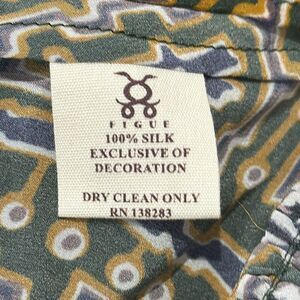 FIGUE
100% SILK
EXCLUSIVE OF
DECORATION
DRY CLEAN ONLY
RN 138283